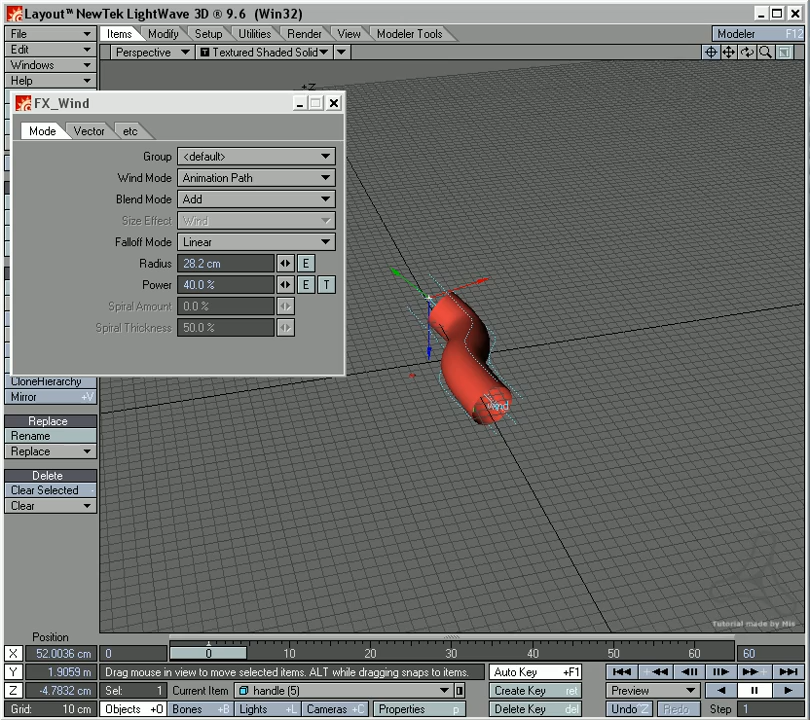 Layout™ NewTek LightWave 3D ® 9.6 (Win32)
File Items Modify Setup Utilities Render View Modeler Tools Modeler F12
Edit Perspective Textured Shaded Solid
Windows
Help
+Z
FX_Wind
Mode Vector etc
Group <default>
Wind Mode Animation Path
Blend Mode Add
Size Effect Wind
Falloff Mode Linear
Radius 28.2 cm E
Power 40.0 % E T
Spiral Amount 0.0 %
Spiral Thickness 50.0 %
CloneHierarchy
Mirror +V
wind
Replace
Rename
Replace
Delete
Clear Selected -
Clear
Tutorial made by Mis
Position
X 52.0036 cm 0 0 10 20 30 40 50 60 60
Y 1.9059 m Drag mouse in view to move selected items. ALT while dragging snaps to items. Auto Key +F1
Z -4.7832 cm Sel: 1 Current Item handle (5) Create Key ret Preview
Grid: 10 cm Objects +O Bones +B Lights +L Cameras +C Properties p Delete Key del Undo ^Z Redo Step 1